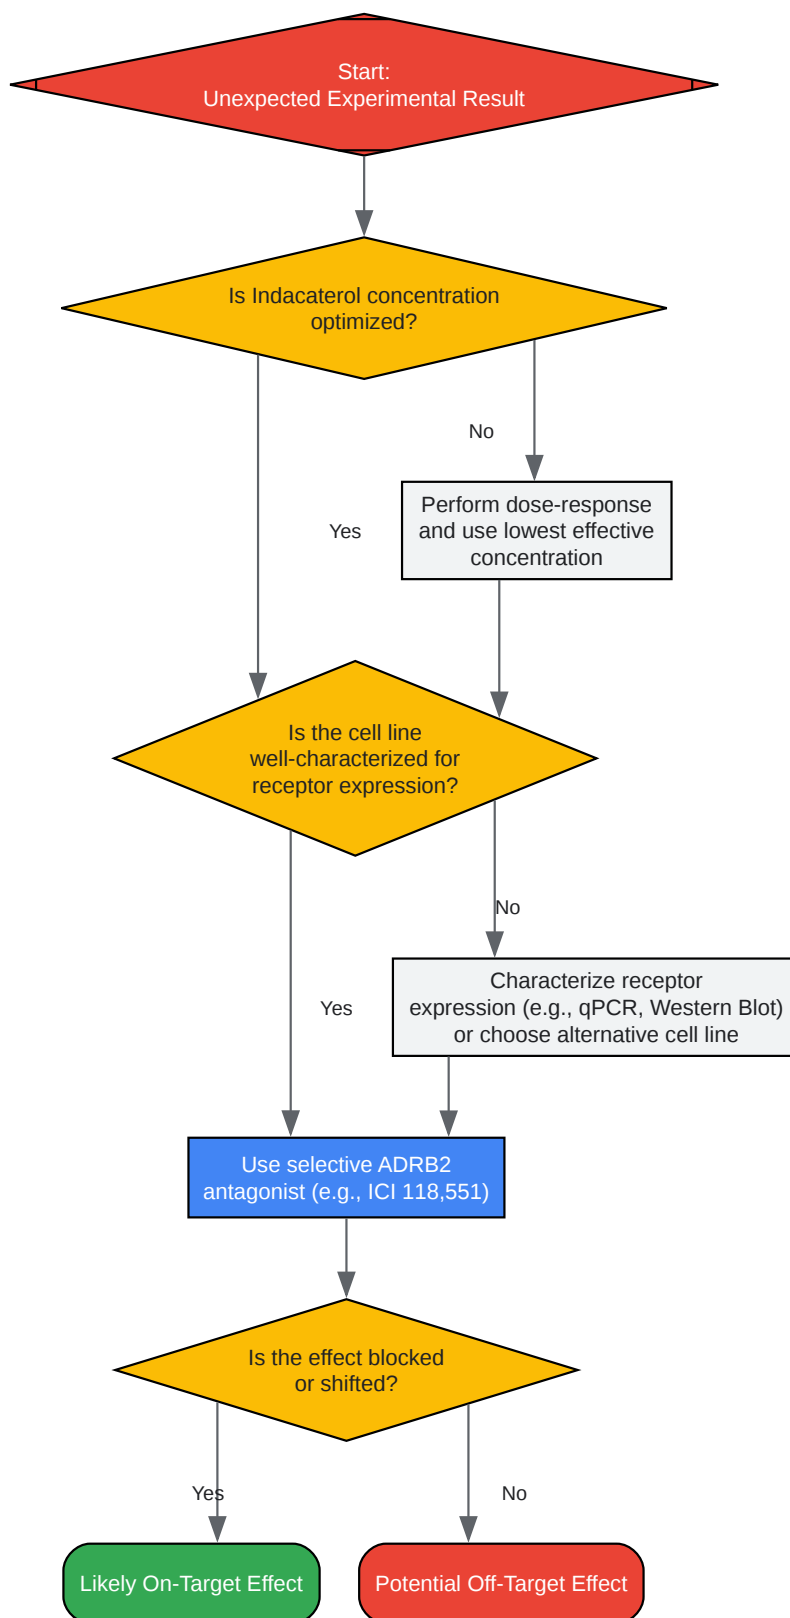 Start:
Unexpected Experimental Result
Is Indacaterol concentration
optimized?
No
Perform dose-response
and use lowest effective
concentration
Yes
Is the cell line
well-characterized for
receptor expression?
No
Characterize receptor
expression (e.g., qPCR, Western Blot)
or choose alternative cell line
Yes
Use selective ADRB2
antagonist (e.g., ICI 118,551)
Is the effect blocked
or shifted?
Yes
No
Likely On-Target Effect
Potential Off-Target Effect